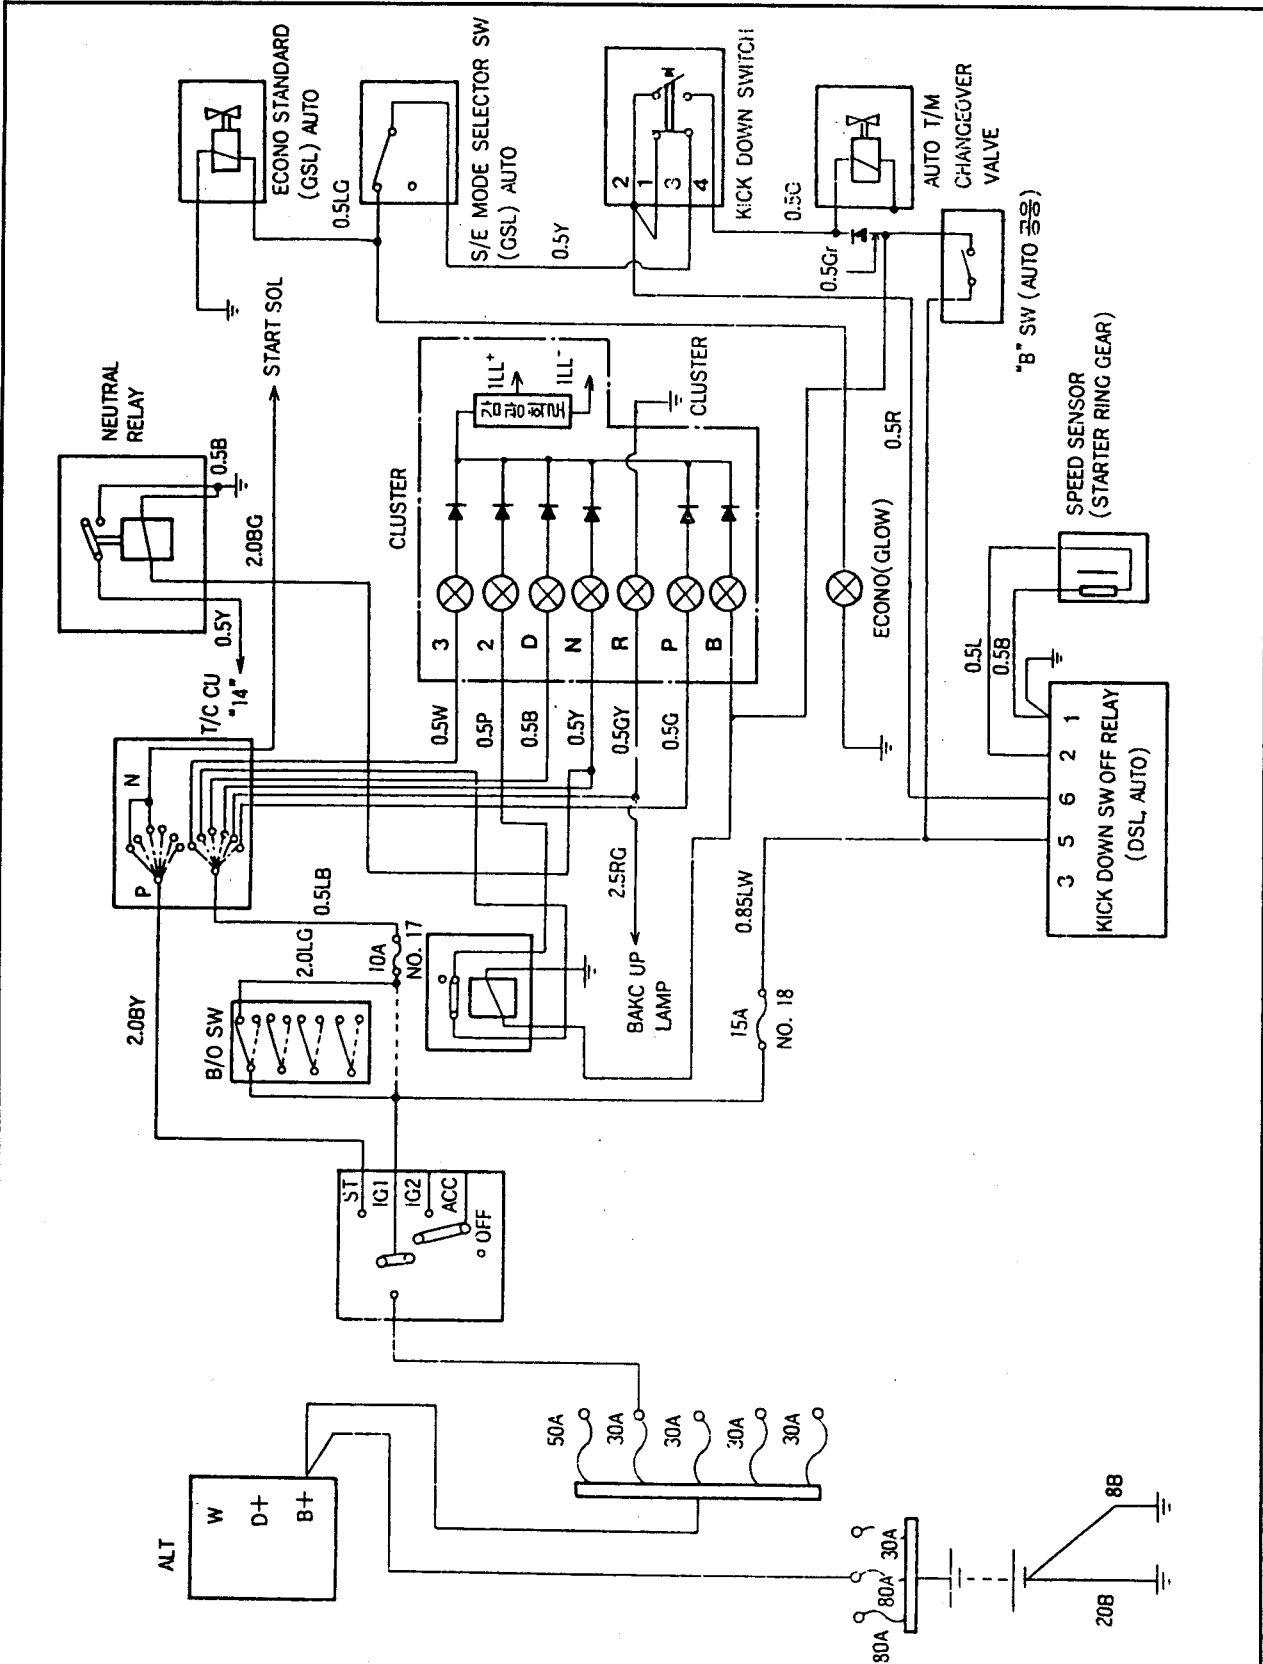 ALT
W
D+
B+
50A
30A
30A
30A
30A
80A
80A
30A
20B
8B
ST
IG1
IG2
ACC
OFF
2.0BY
B/O SW
2.0LG
0.5LB
10A
NO. 17
15A
NO. 18
0.85LW
P
N
T/C CU
"14"
0.5Y
NEUTRAL
RELAY
0.5B
2.0BG
START SOL
BAKC UP
LAMP
2.5RG
0.5W
0.5P
0.5B
0.5Y
0.5GY
0.5G
3
2
D
N
R
P
B
CLUSTER
1LL+
1LL-
CLUSTER
ECONO STANDARD
(GSL) AUTO
0.5LG
S/E MODE SELECTOR SW
(GSL) AUTO
0.5Y
KICK DOWN SWITCH
2
1
3
4
0.5G
0.5Gr
AUTO T/M
CHANGEOVER
VALVE
"B" SW (AUTO 공용)
0.5R
ECONO(GLOW)
SPEED SENSOR
(STARTER RING GEAR)
0.5L
0.5B
3
5
6
2
1
KICK DOWN SW OFF RELAY
(DSL, AUTO)